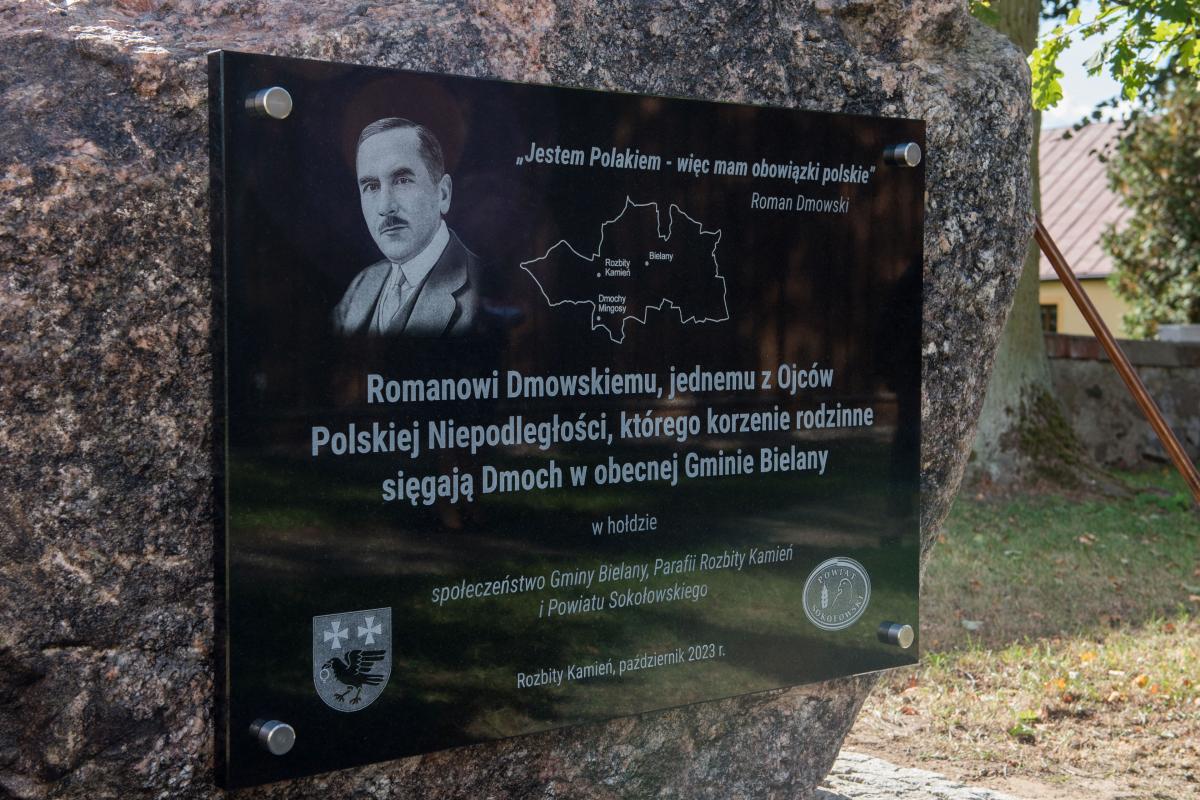 „Jestem Polakiem - więc mam obowiązki polskie”
Roman Dmowski
Bielany
Rozbity
Kamień
Dmochy
Mingosy
Romanowi Dmowskiemu, jednemu z Ojców
Polskiej Niepodległości, którego korzenie rodzinne
sięgają Dmoch w obecnej Gminie Bielany
w hołdzie
społeczeństwo Gminy Bielany, Parafii Rozbity Kamień
i Powiatu Sokołowskiego
POWIAT
SOKOŁOWSKI
Rozbity Kamień, październik 2023 r.